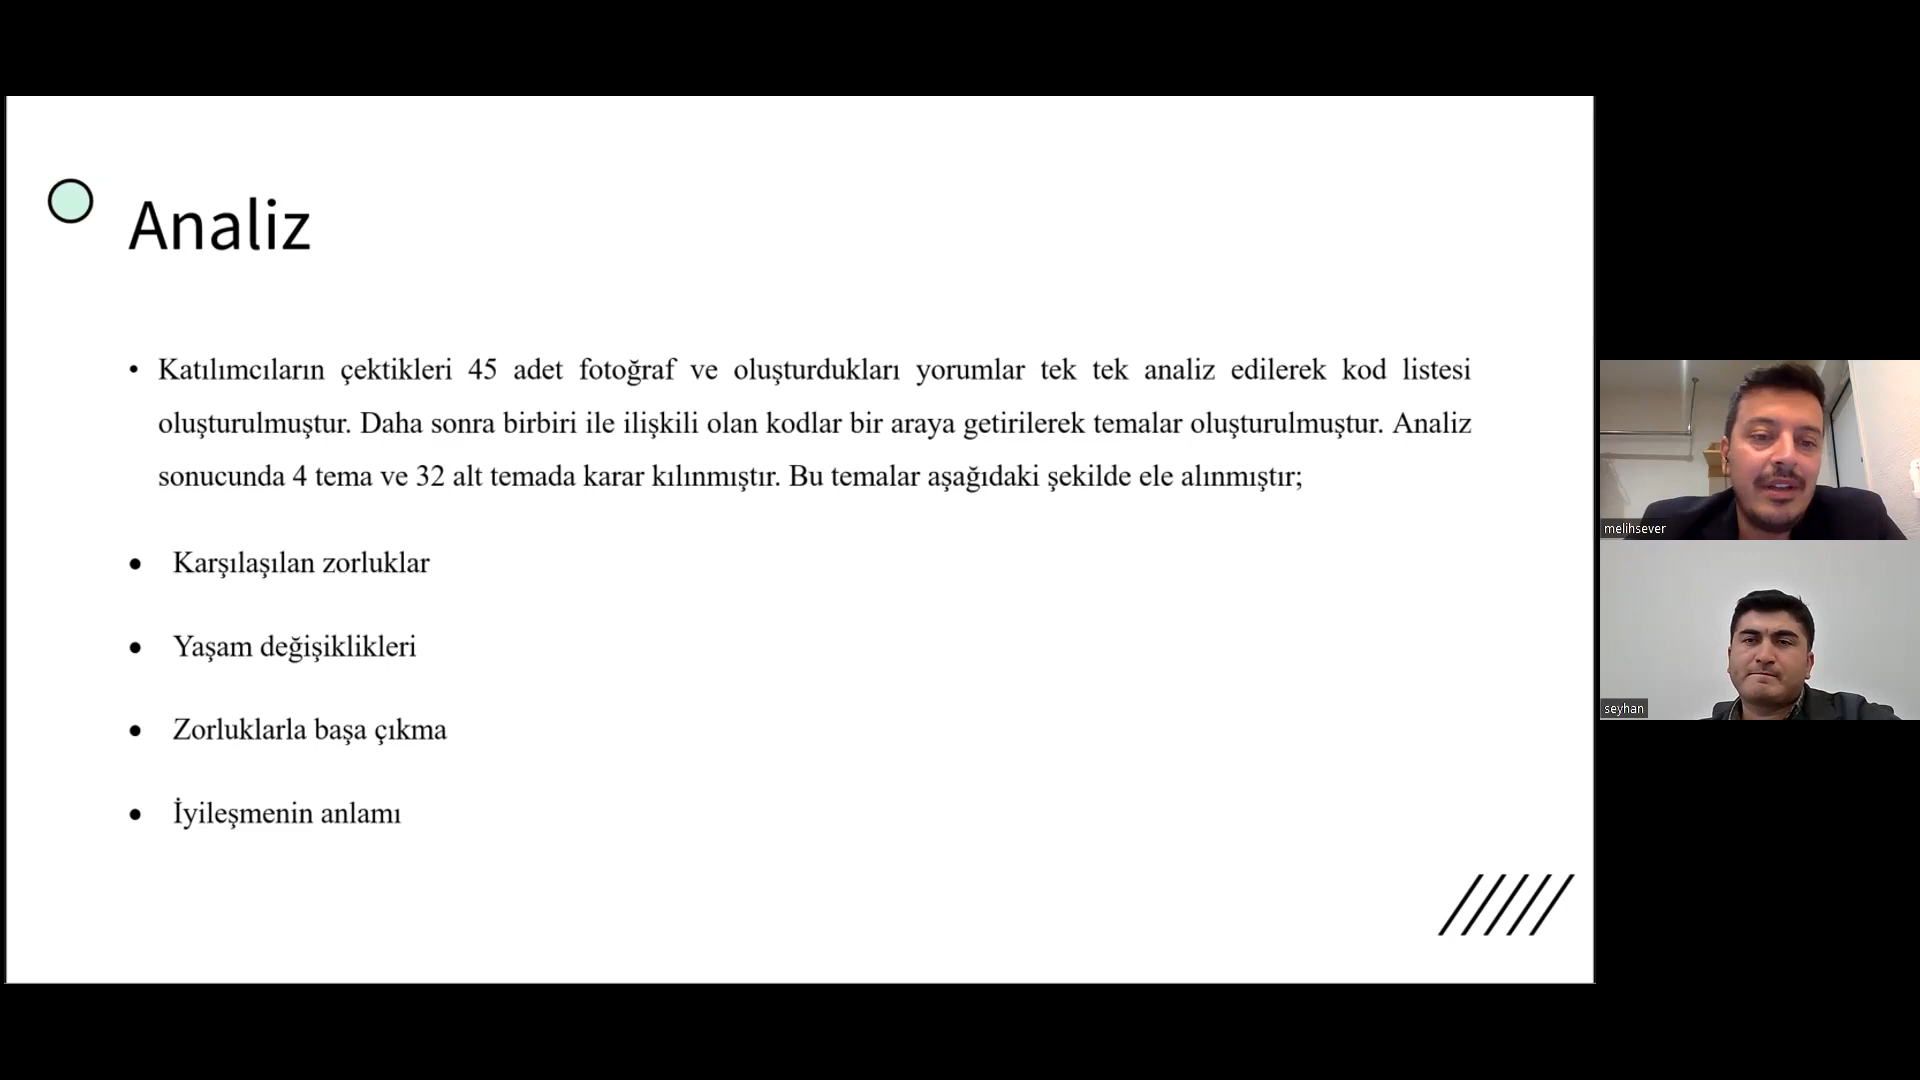 Analiz
• Katılımcıların çektikleri 45 adet fotoğraf ve oluşturdukları yorumlar tek tek analiz edilerek kod listesi
oluşturulmuştur. Daha sonra birbiri ile ilişkili olan kodlar bir araya getirilerek temalar oluşturulmuştur. Analiz
sonucunda 4 tema ve 32 alt temada karar kılınmıştır. Bu temalar aşağıdaki şekilde ele alınmıştır;
• Karşılaşılan zorluklar
• Yaşam değişiklikleri
• Zorluklarla başa çıkma
• İyileşmenin anlamı
melihsever
seyhan